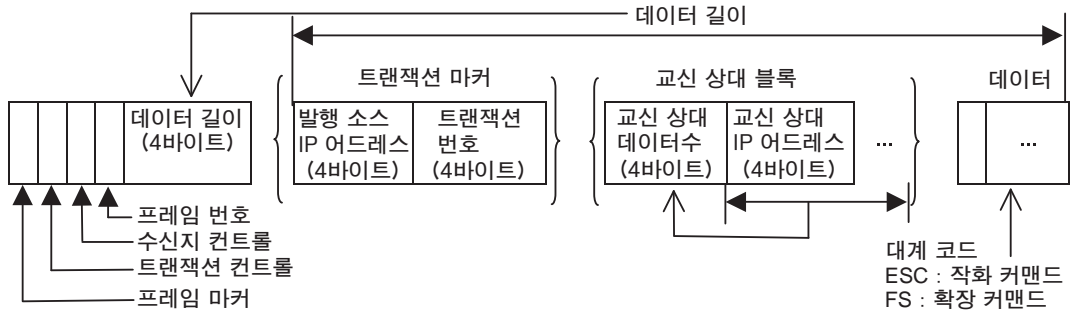 데이터 길이
트랜잭션 마커
교신 상대 블록
데이터
데이터 길이
(4바이트)
발행 소스
IP 어드레스
(4바이트)
트랜잭션
번호
(4바이트)
교신 상대
데이터수
(4바이트)
교신 상대
IP 어드레스
(4바이트)
...
...
프레임 번호
수신지 컨트롤
트랜잭션 컨트롤
프레임 마커
대계 코드
ESC : 작화 커맨드
FS : 확장 커맨드